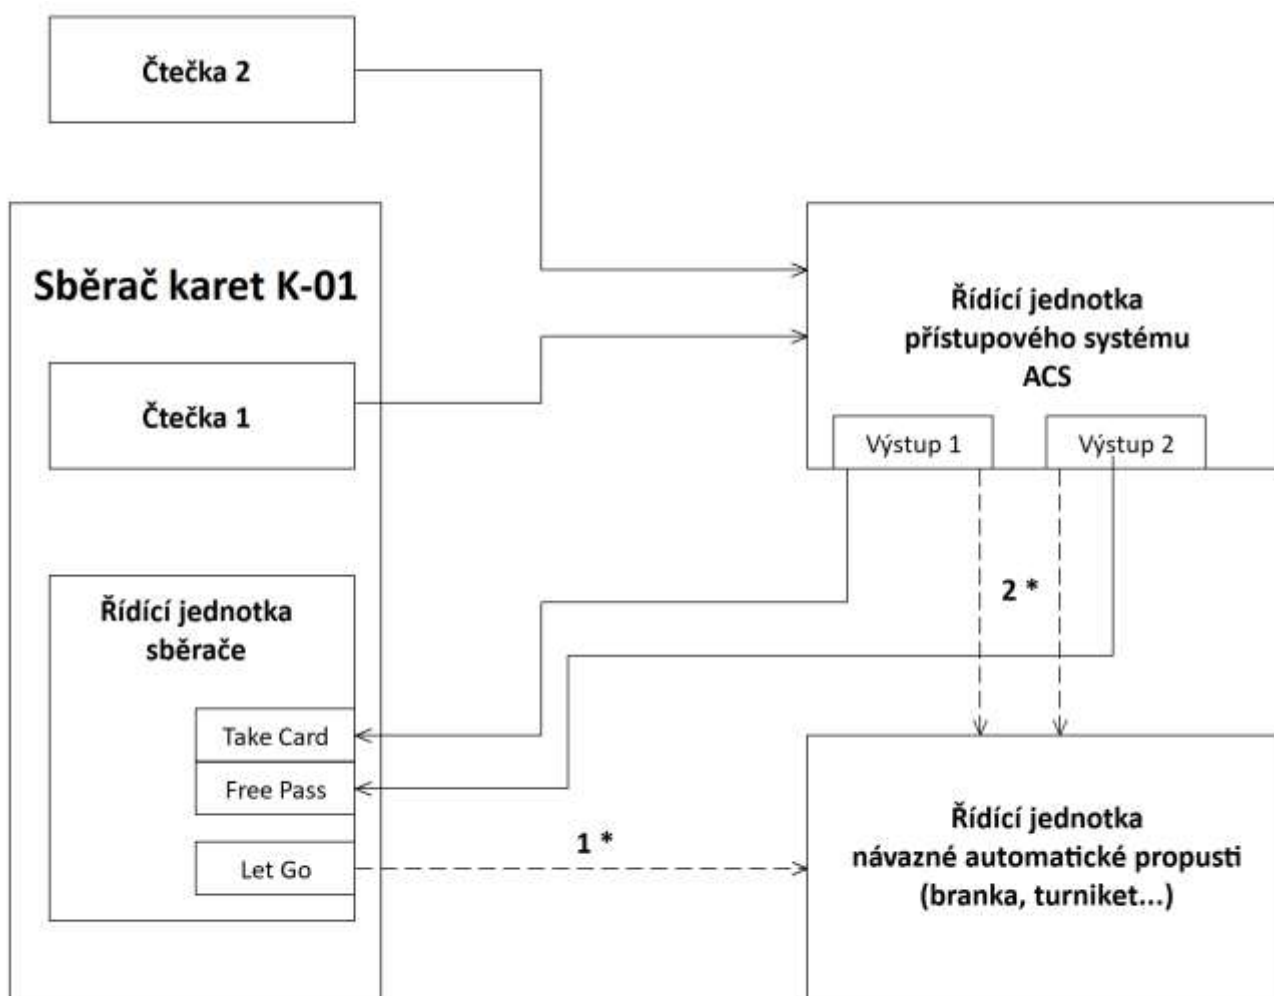 Čtečka 2
Sběrač karet K-01
Čtečka 1
Řídící jednotka
přístupového systému
ACS
Výstup 1
Výstup 2
Řídící jednotka
sběrače
2 *
Take Card
Free Pass
Let Go
1 *
Řídící jednotka
návazné automatické propusti
(branka, turniket...)